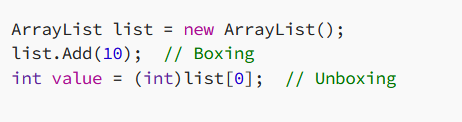 ArrayList list = new ArrayList();
list.Add(10);  // Boxing
int value = (int)list[0];  // Unboxing